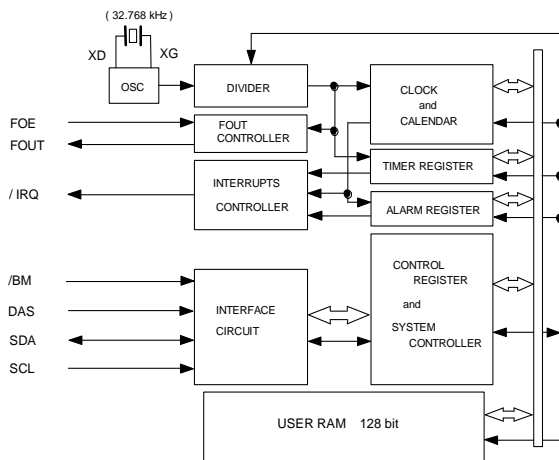 ( 32.768 kHz )
XD
XG
OSC
DIVIDER
CLOCK
and
CALENDAR
FOE
FOUT
FOUT
CONTROLLER
TIMER REGISTER
/ IRQ
INTERRUPTS
CONTROLLER
ALARM REGISTER
/BM
DAS
SDA
SCL
INTERFACE
CIRCUIT
CONTROL
REGISTER
and
SYSTEM
CONTROLLER
USER RAM 128 bit